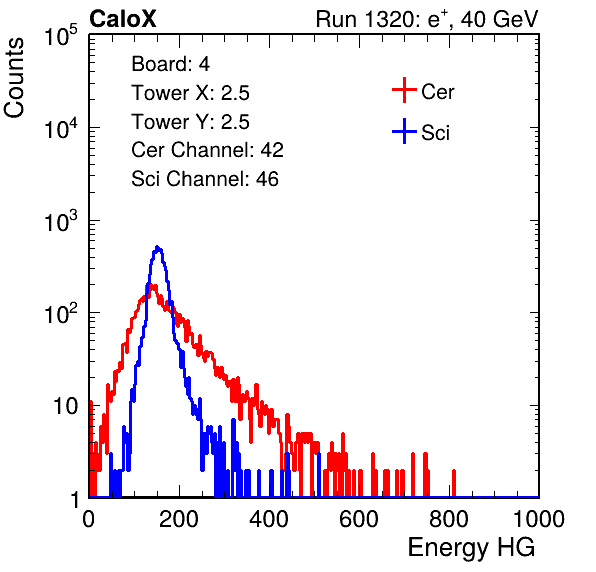 CaloX Run 1320: e⁺, 40 GeV
Counts
Board: 4
Tower X: 2.5
Tower Y: 2.5
Cer Channel: 42
Sci Channel: 46
Cer
Sci
10⁵
10⁴
10³
10²
10
1
0 200 400 600 800 1000
Energy HG